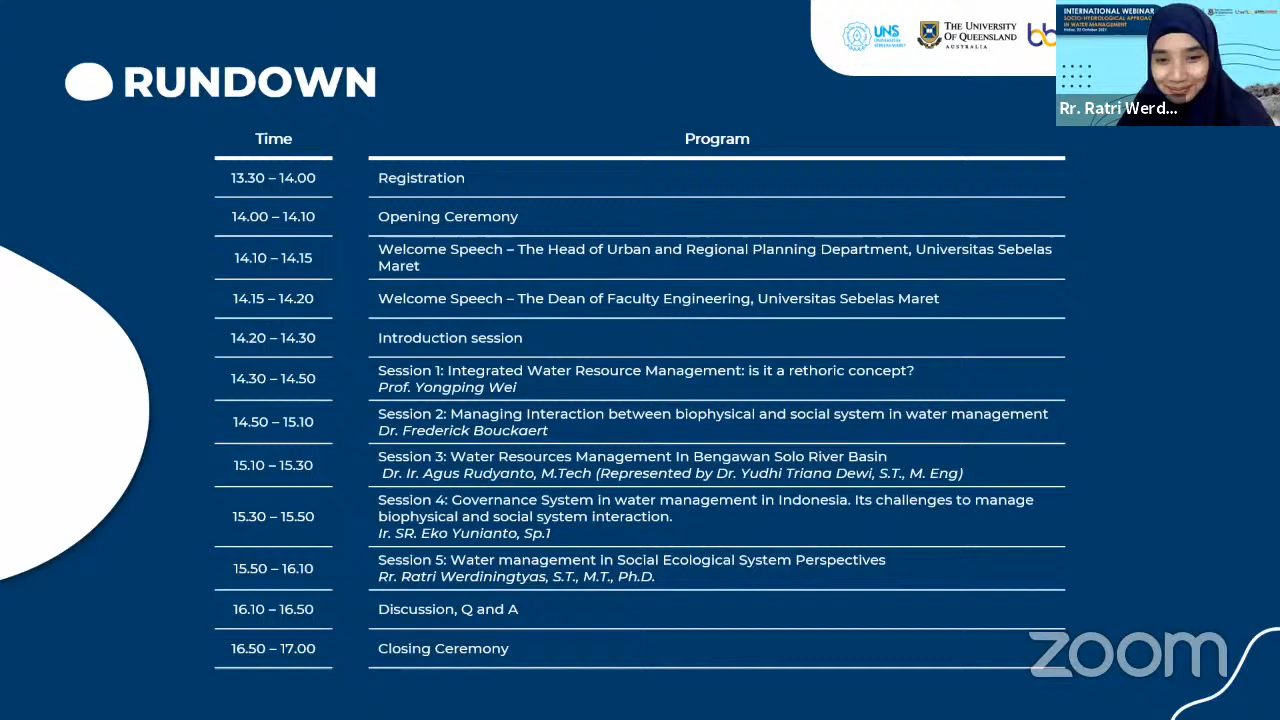 UNS
UNIVERSITAS
SEBELAS MARET
THE UNIVERSITY
OF QUEENSLAND
AUSTRALIA
INTERNATIONAL WEBINAR
SOCIO-HYDROLOGICAL APPROACH
IN WATER MANAGEMENT
Rr. Ratri Werd...
RUNDOWN
Time Program
13.30 – 14.00 Registration
14.00 – 14.10 Opening Ceremony
14.10 – 14.15 Welcome Speech – The Head of Urban and Regional Planning Department, Universitas Sebelas
Maret
14.15 – 14.20 Welcome Speech – The Dean of Faculty Engineering, Universitas Sebelas Maret
14.20 – 14.30 Introduction session
14.30 – 14.50 Session 1: Integrated Water Resource Management: is it a rethoric concept?
Prof. Yongping Wei
14.50 – 15.10 Session 2: Managing Interaction between biophysical and social system in water management
Dr. Frederick Bouckaert
15.10 – 15.30 Session 3: Water Resources Management In Bengawan Solo River Basin
Dr. Ir. Agus Rudyanto, M.Tech (Represented by Dr. Yudhi Triana Dewi, S.T., M. Eng)
15.30 – 15.50 Session 4: Governance System in water management in Indonesia. Its challenges to manage
biophysical and social system interaction.
Ir. SR. Eko Yunianto, Sp.1
15.50 – 16.10 Session 5: Water management in Social Ecological System Perspectives
Rr. Ratri Werdiningtyas, S.T., M.T., Ph.D.
16.10 – 16.50 Discussion, Q and A
16.50 – 17.00 Closing Ceremony
zoom